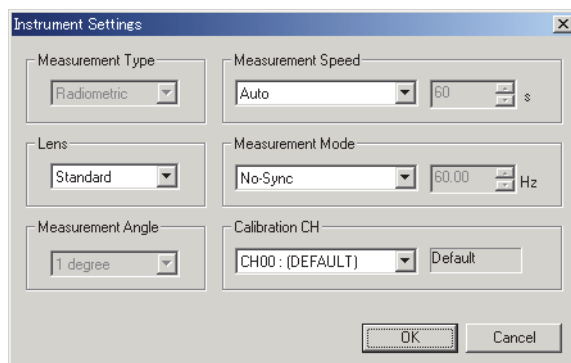 Instrument Settings
Measurement Type
Radiometric
Measurement Speed
Auto
60
s
Lens
Standard
Measurement Mode
No-Sync
60.00
Hz
Measurement Angle
1 degree
Calibration CH
CH00 : (DEFAULT)
Default
OK
Cancel